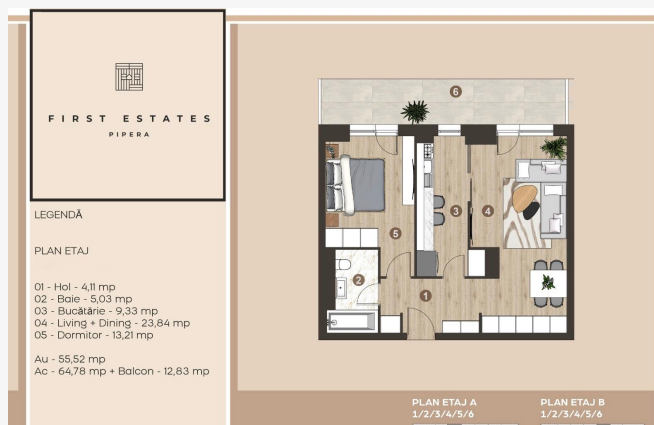 FIRST ESTATES
PIPERA
LEGENDĂ
PLAN ETAJ
01 - Hol - 4,11 mp
02 - Baie - 5,03 mp
03 - Bucătărie - 9,33 mp
04 - Living + Dining - 23,84 mp
05 - Dormitor - 13,21 mp
Au - 55,52 mp
Ac - 64,78 mp + Balcon - 12,83 mp
6
3
4
5
2
1
PLAN ETAJ A
1/2/3/4/5/6
PLAN ETAJ B
1/2/3/4/5/6